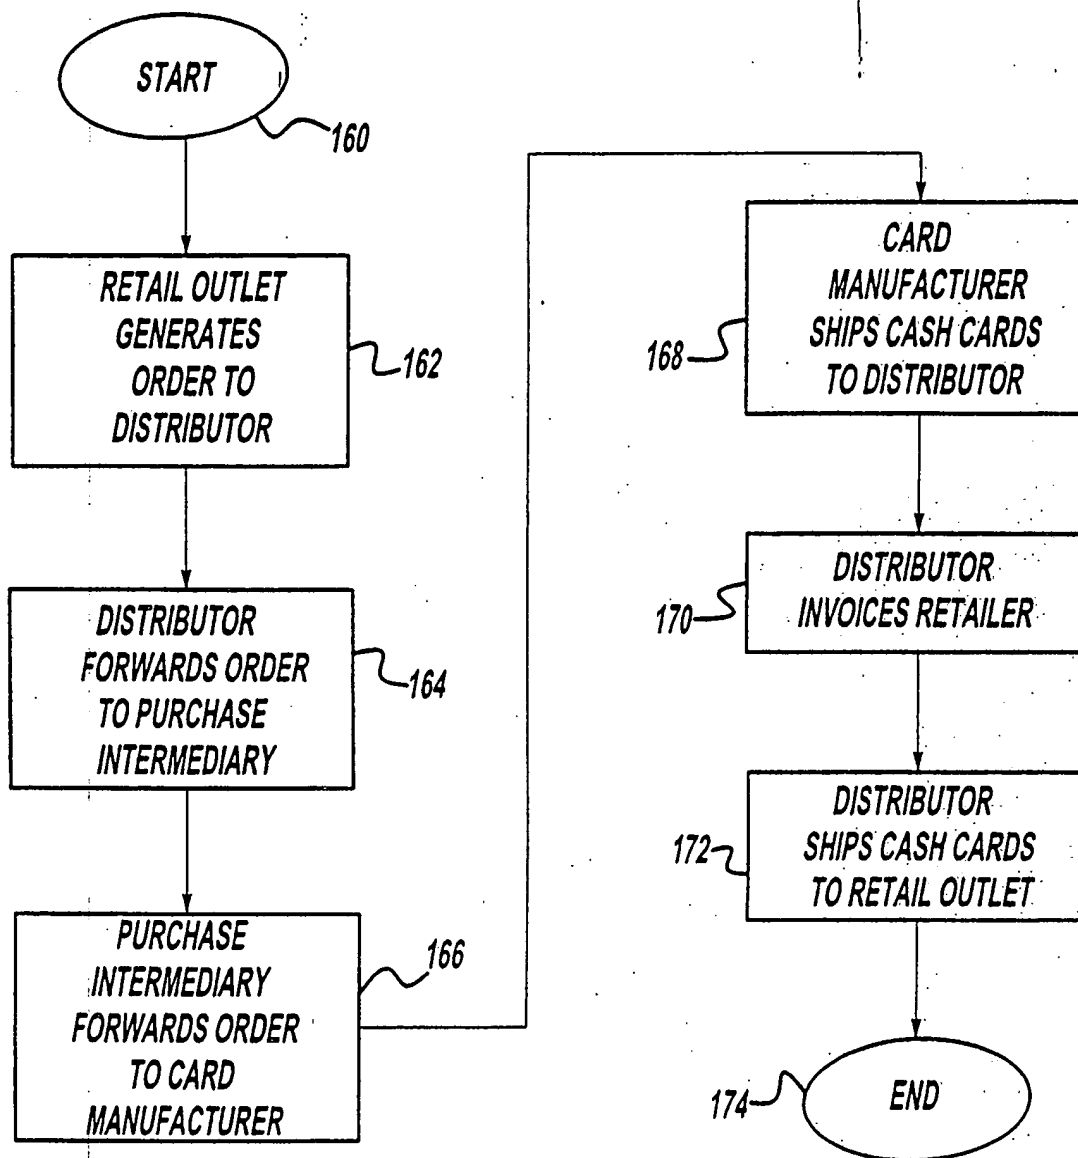 START
160
RETAIL OUTLET
GENERATES
ORDER TO
DISTRIBUTOR
162
DISTRIBUTOR
FORWARDS ORDER
TO PURCHASE
INTERMEDIARY
164
PURCHASE
INTERMEDIARY
FORWARDS ORDER
TO CARD
MANUFACTURER
166
CARD
MANUFACTURER
SHIPS CASH CARDS
TO DISTRIBUTOR
168
DISTRIBUTOR
INVOICES RETAILER
170
DISTRIBUTOR
SHIPS CASH CARDS
TO RETAIL OUTLET
172
END
174